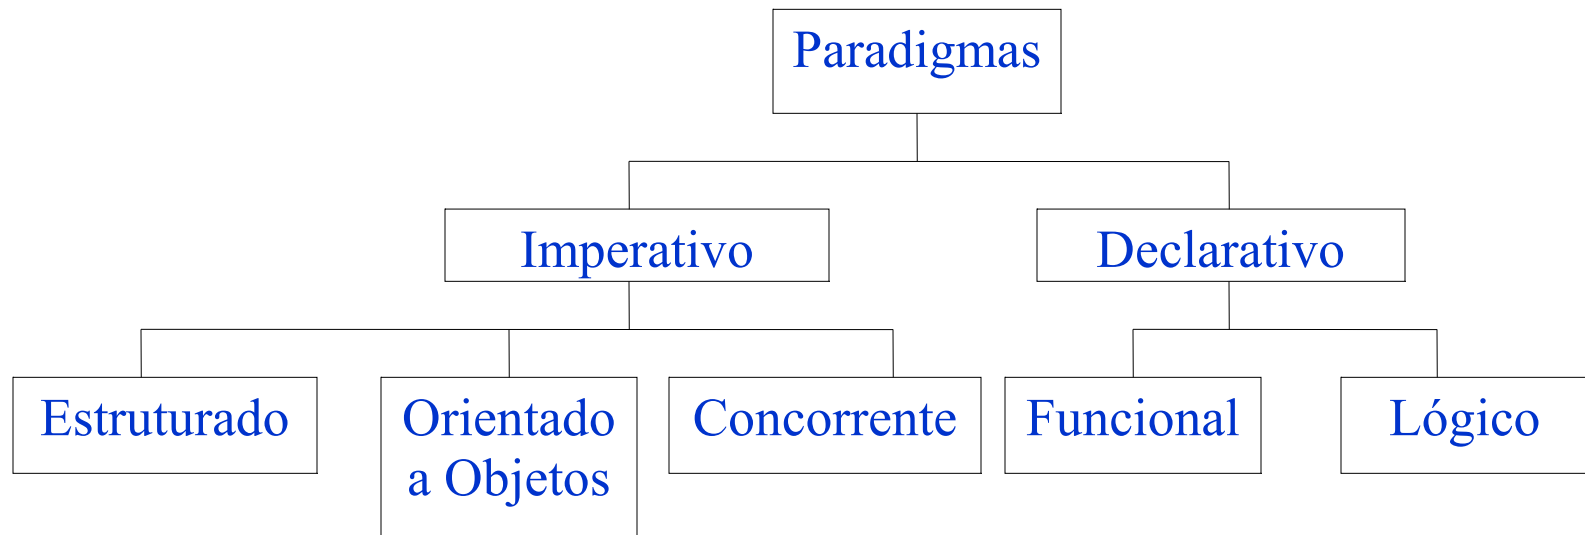 Paradigmas
Imperativo
Declarativo
Estruturado
Orientado
a Objetos
Concorrente
Funcional
Lógico